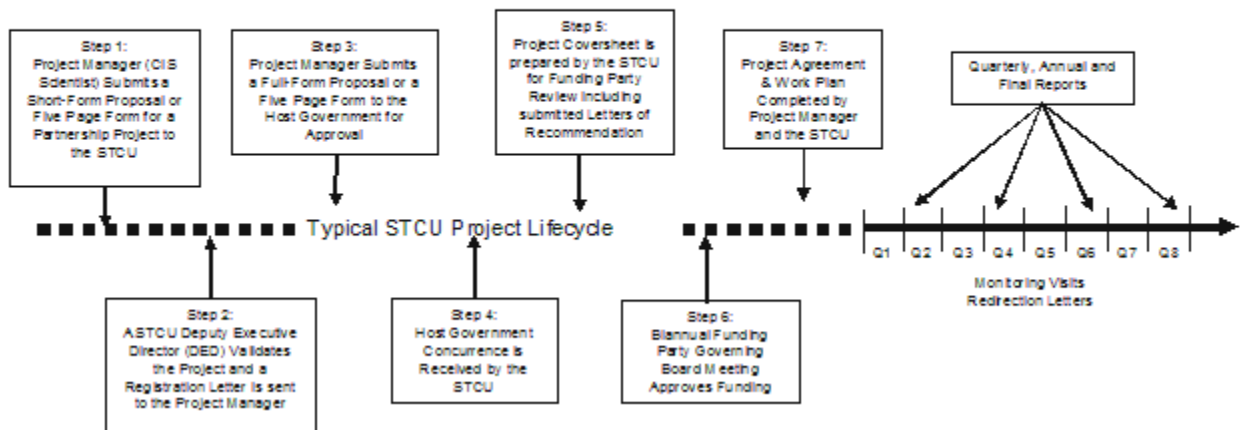 Step 1:
Project Manager (CIS
Scientist) Submits a
Short-Form Proposal or
Five Page Form for a
Partnership Project to
the STCU
Step 3:
Project Manager Submits
a Full-Form Proposal or a
Five Page Form to the
Host Government for
Approval
Step 5:
Project Coversheet is
prepared by the STCU
for Funding Party
Review Including
submitted Letters of
Recommendation
Step 7:
Project Agreement
& Work Plan
Completed by
Project Manager
and the STCU
Quarterly, Annual and
Final Reports
Typical STCU Project Lifecycle
Q1 Q2 Q3 Q4 Q5 Q6 Q7 Q8
Monitoring Visits
Redirection Letters
Step 2:
A STCU Deputy Executive
Director (DED) Validates
the Project and a
Registration Letter is sent
to the Project Manager
Step 4:
Host Government
Concurrence is
Received by the
STCU
Step 6:
Biannual Funding
Party Governing
Board Meeting
Approves Funding